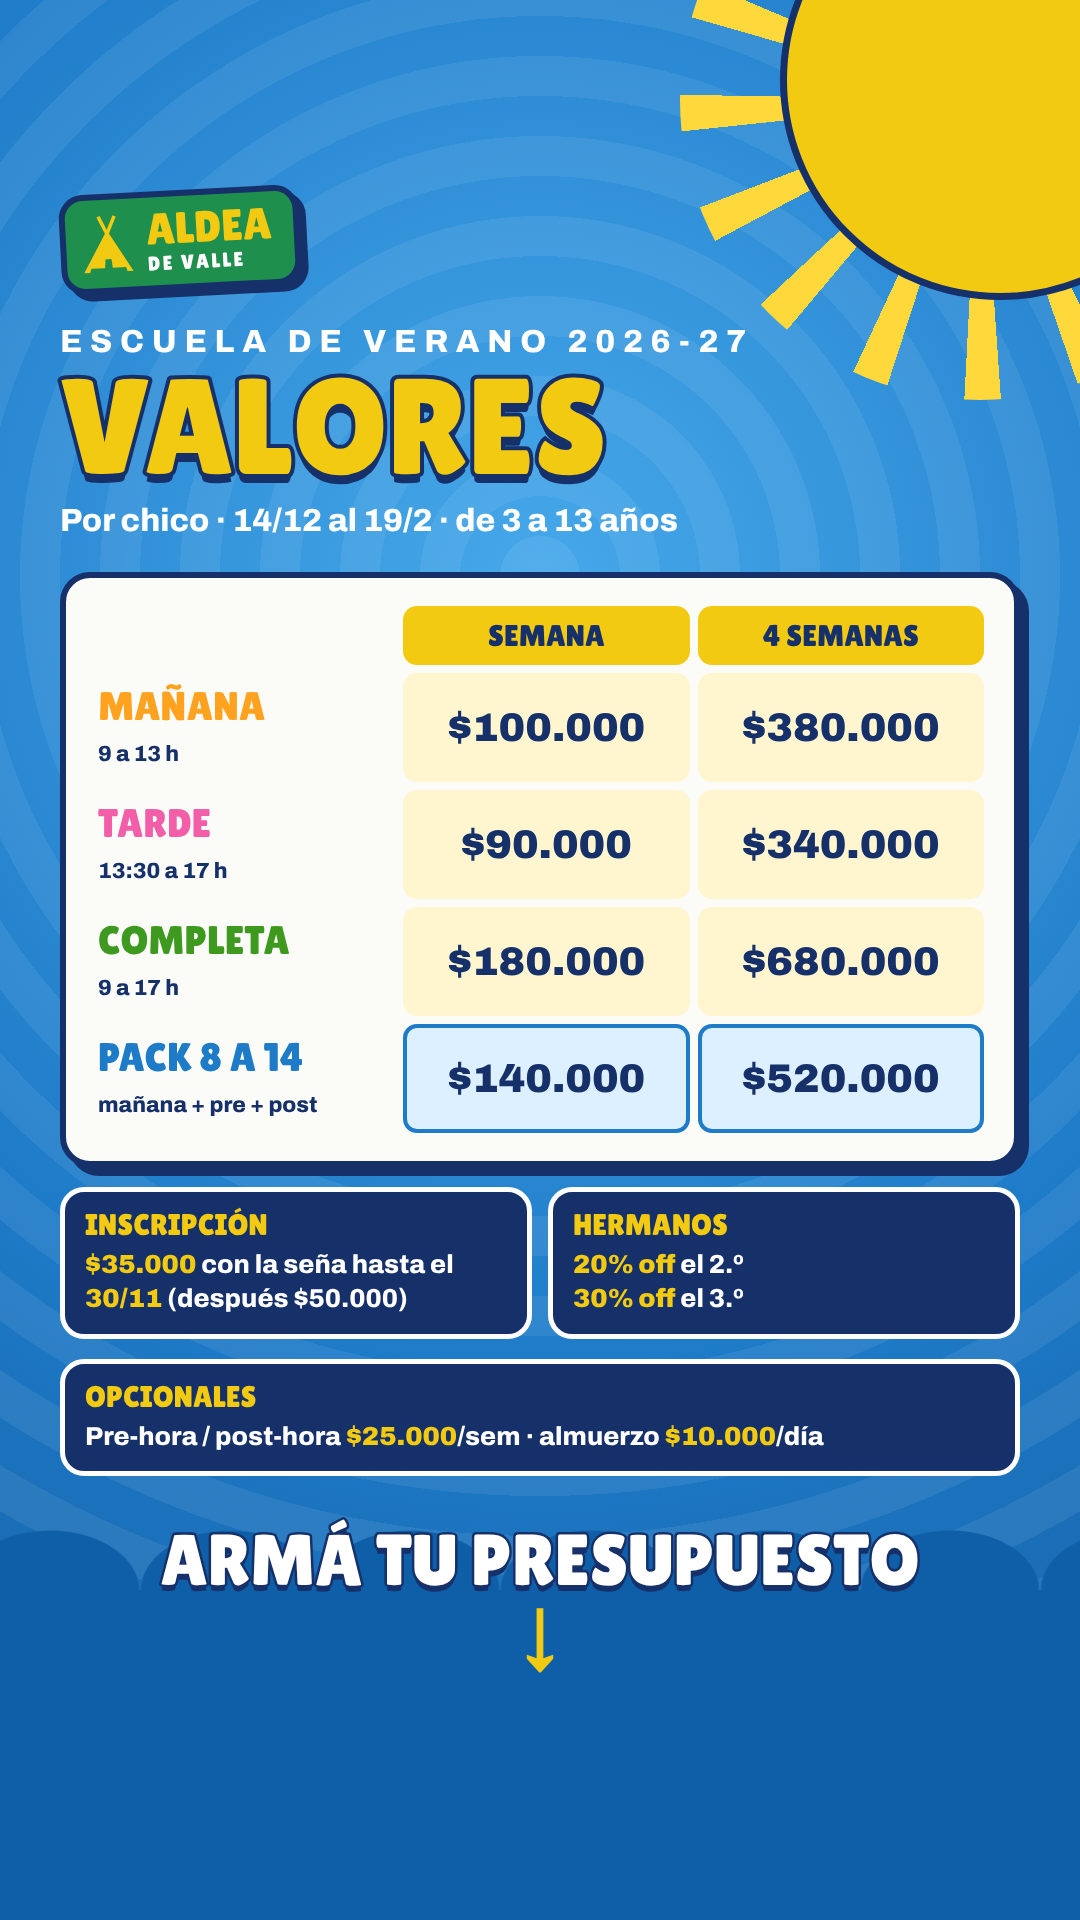 ALDEA
DE VALLE
ESCUELA DE VERANO 2026-27
VALORES
Por chico · 14/12 al 19/2 · de 3 a 13 años
SEMANA 4 SEMANAS
MAÑANA
9 a 13 h
$100.000 $380.000
TARDE
13:30 a 17 h
$90.000 $340.000
COMPLETA
9 a 17 h
$180.000 $680.000
PACK 8 A 14
mañana + pre + post
$140.000 $520.000
INSCRIPCIÓN
$35.000 con la seña hasta el
30/11 (después $50.000)
HERMANOS
20% off el 2.º
30% off el 3.º
OPCIONALES
Pre-hora / post-hora $25.000/sem · almuerzo $10.000/día
ARMÁ TU PRESUPUESTO
↓